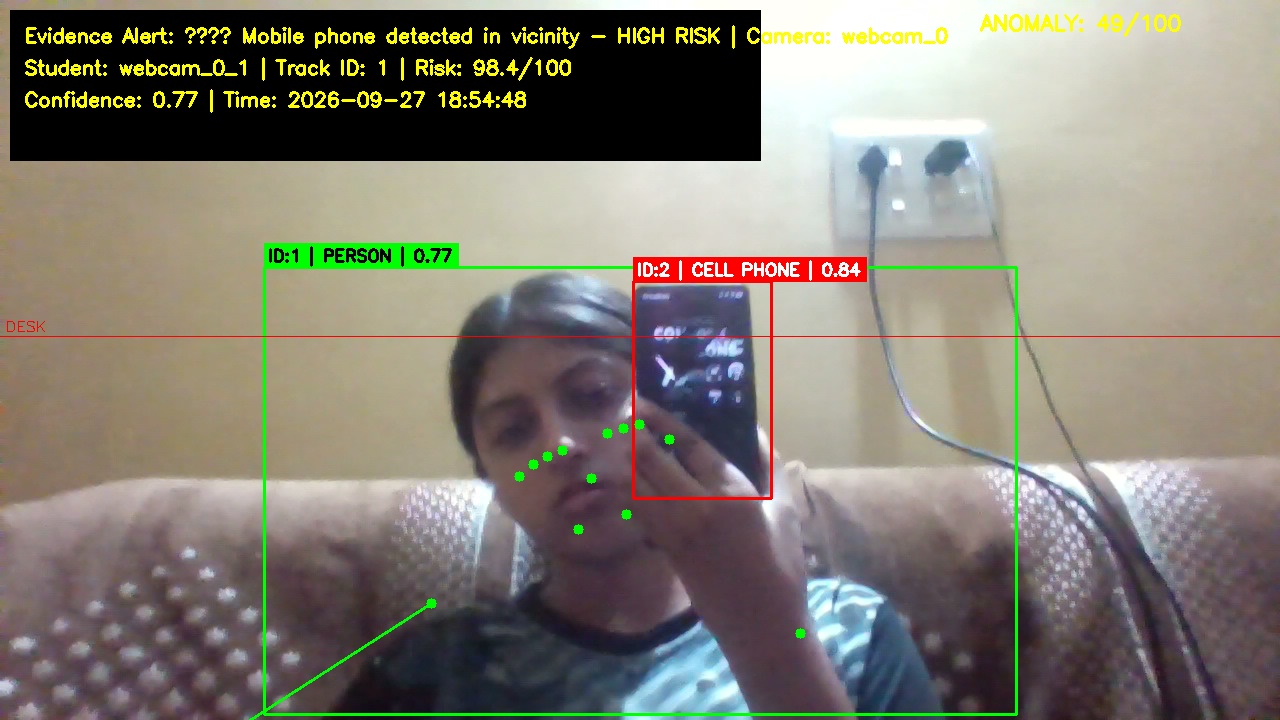 Evidence Alert: ???? Mobile phone detected in vicinity - HIGH RISK | Camera: webcam_0
ANOMALY: 49/100
Student: webcam_0_1 | Track ID: 1 | Risk: 98.4/100
Confidence: 0.77 | Time: 2026-09-27 18:54:48
ID:1 | PERSON | 0.77
ID:2 | CELL PHONE | 0.84
DESK